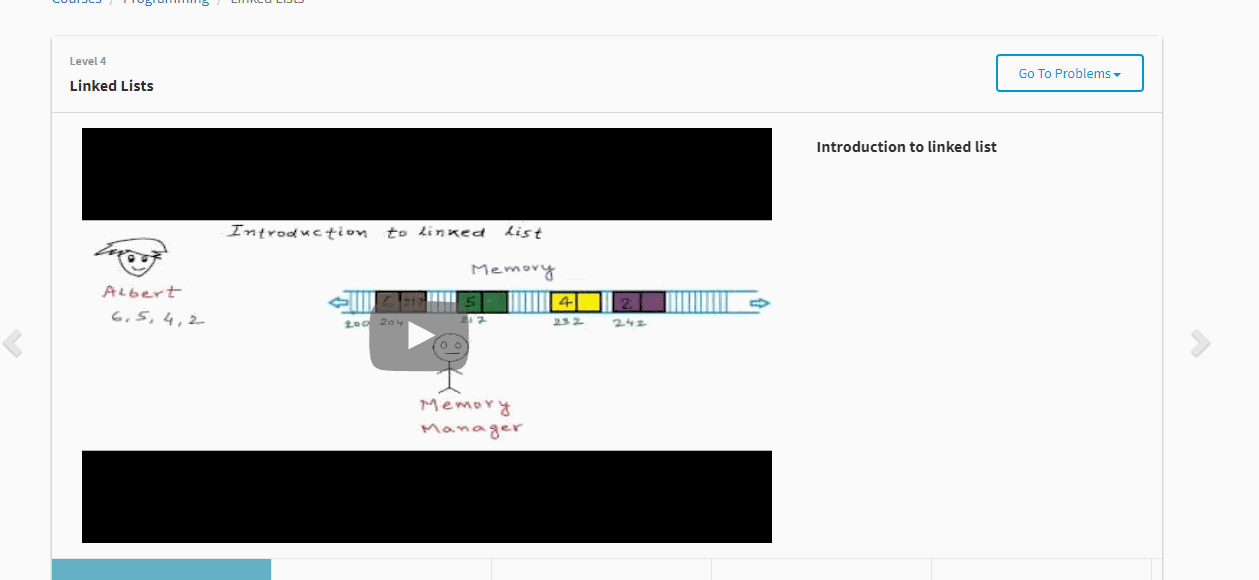 Courses / Programming / Linked Lists
Level 4
Linked Lists
Go To Problems
Introduction to linked list
Introduction to linked list
Memory
Albert
6, 5, 4, 2
6 217 5 4 2
200 204 217 232 242
Memory
Manager